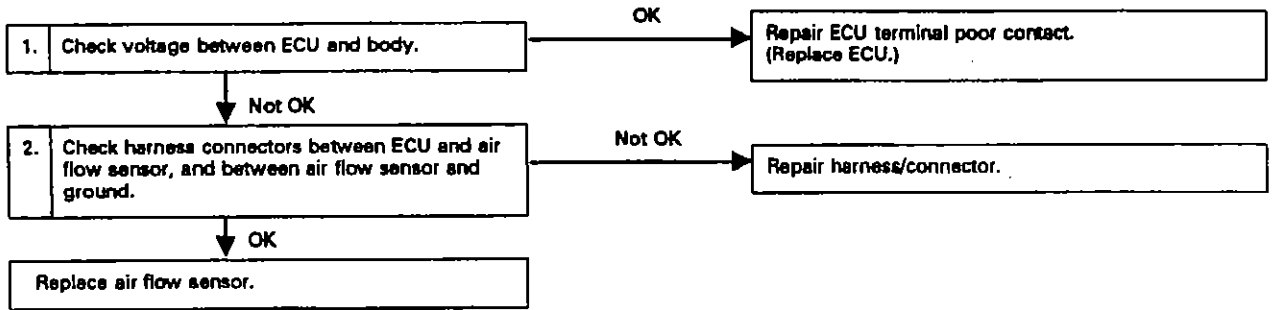 OK
1. Check voltage between ECU and body.
Repair ECU terminal poor contact.
(Replace ECU.)
Not OK
2. Check harness connectors between ECU and air
flow sensor, and between air flow sensor and
ground.
Not OK
Repair harness/connector.
OK
Replace air flow sensor.